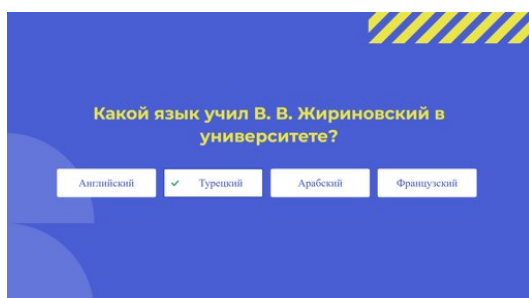 Какой язык учил В. В. Жириновский в
университете?
Английский
Турецкий
Арабский
Французский